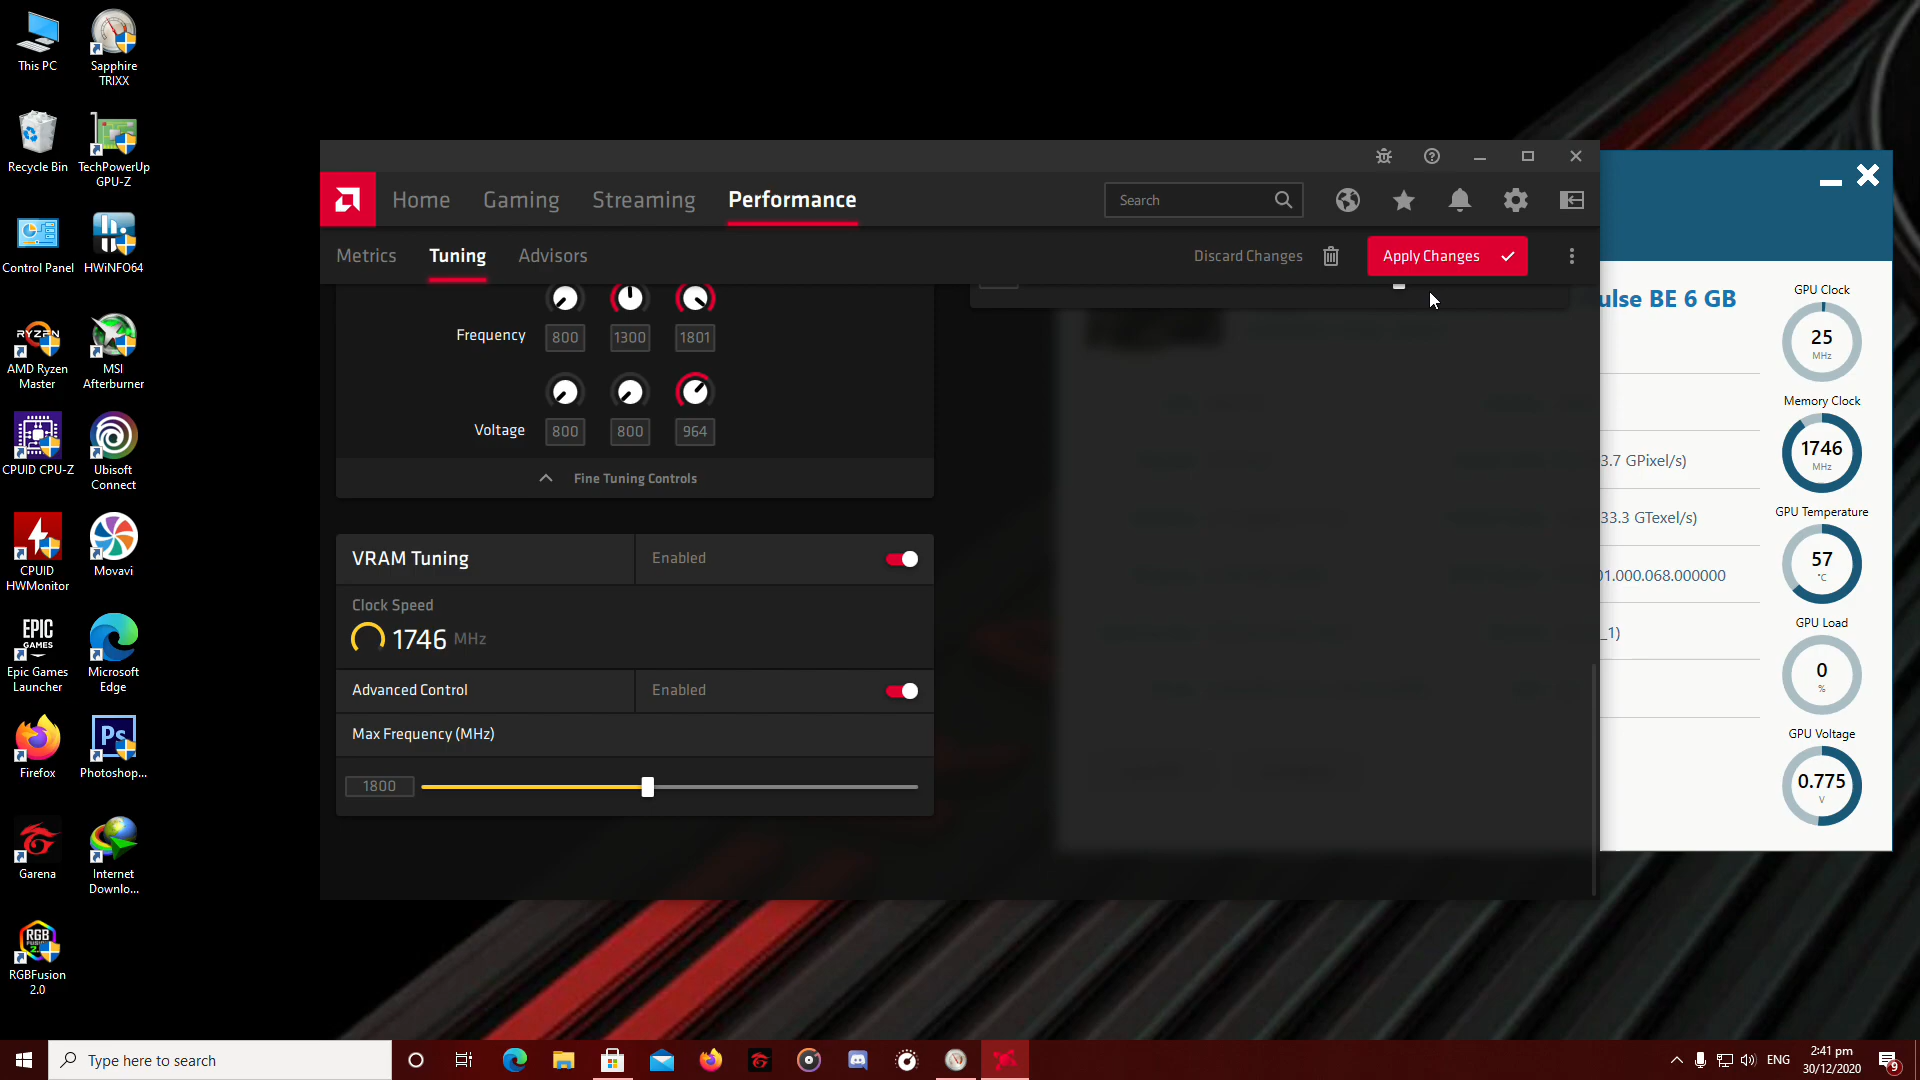 This PC
Sapphire
TRIXX
Recycle Bin
TechPowerUp
GPU-Z
Control Panel
HWiNFO64
RYZEN
AMD Ryzen
Master
MSI
Afterburner
CPUID CPU-Z
Ubisoft
Connect
CPUID
HWMonitor
Movavi
EPIC
GAMES
Epic Games
Launcher
Microsoft
Edge
Firefox
Ps
Photoshop...
Garena
Internet
Downlo...
RGB
RGBFusion
2.0
Home
Gaming
Streaming
Performance
Search
Metrics
Tuning
Advisors
Discard Changes
Apply Changes
Frequency
800
1300
1801
Voltage
800
800
964
Fine Tuning Controls
VRAM Tuning
Enabled
Clock Speed
1746 MHz
Advanced Control
Enabled
Max Frequency (MHz)
1800
ulse BE 6 GB
3.7 GPixel/s)
33.3 GTexel/s)
01.000.068.000000
_1)
GPU Clock
25
MHz
Memory Clock
1746
MHz
GPU Temperature
57
°C
GPU Load
0
%
GPU Voltage
0.775
V
Type here to search
ENG
2:41 pm
30/12/2020
9